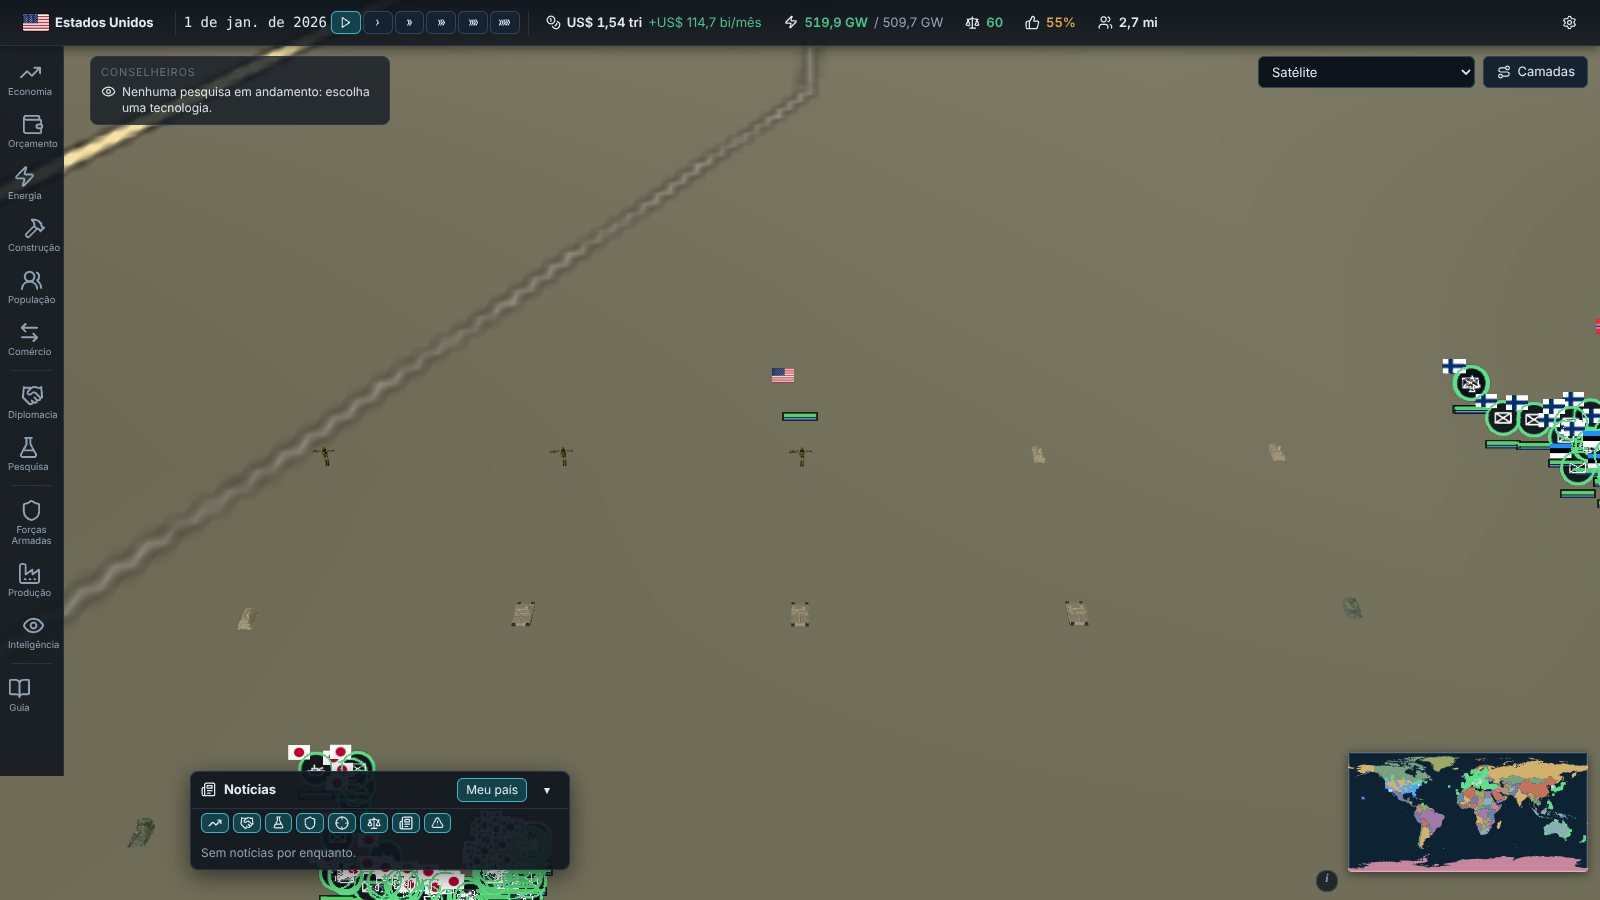 Estados Unidos
1 de jan. de 2026
US$ 1,54 tri +US$ 114,7 bi/mês
519,9 GW / 509,7 GW
60
55%
2,7 mi
CONSELHEIROS
Nenhuma pesquisa em andamento: escolha
uma tecnologia.
Satélite
Camadas
Economia
Orçamento
Energia
Construção
População
Comércio
Diplomacia
Pesquisa
Forças
Armadas
Produção
Inteligência
Guia
Notícias
Meu país
Sem notícias por enquanto.
i